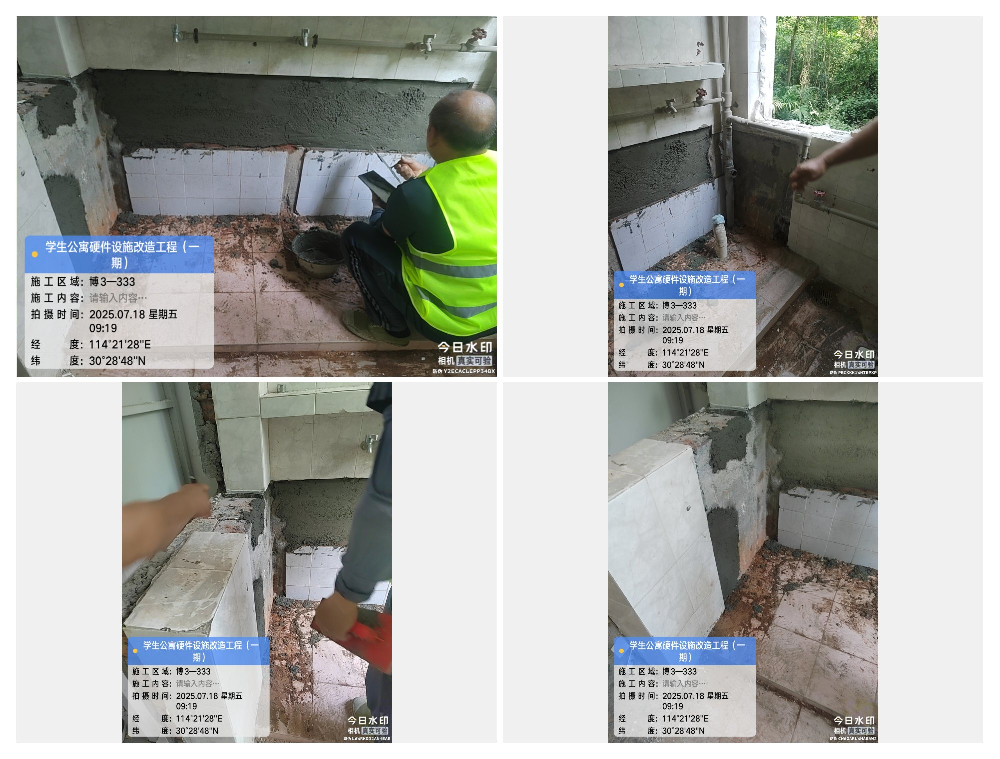 学生公寓硬件设施改造工程（一
期）
施工区域：博3—333
施工内容：请输入内容…
拍摄时间：2025.07.18 星期五
09:19
经度：114°21'28"E
纬度：30°28'48"N
今日水印
相机 真实可验
防伪 Y2ECACLEPP34BX
学生公寓硬件设施改造工程（一
期）
施工区域：博3—333
施工内容：请输入内容…
拍摄时间：2025.07.18 星期五
09:19
经度：114°21'28"E
纬度：30°28'48"N
今日水印
相机 真实可验
防伪 PBCKKK1WNTEPXP
学生公寓硬件设施改造工程（一
期）
施工区域：博3—333
施工内容：请输入内容…
拍摄时间：2025.07.18 星期五
09:19
经度：114°21'28"E
纬度：30°28'48"N
今日水印
相机 真实可验
防伪 L6WRKDD2AN4EAE
学生公寓硬件设施改造工程（一
期）
施工区域：博3—333
施工内容：请输入内容…
拍摄时间：2025.07.18 星期五
09:19
经度：114°21'28"E
纬度：30°28'48"N
今日水印
相机 真实可验
防伪 CW6GARLWMABAW2